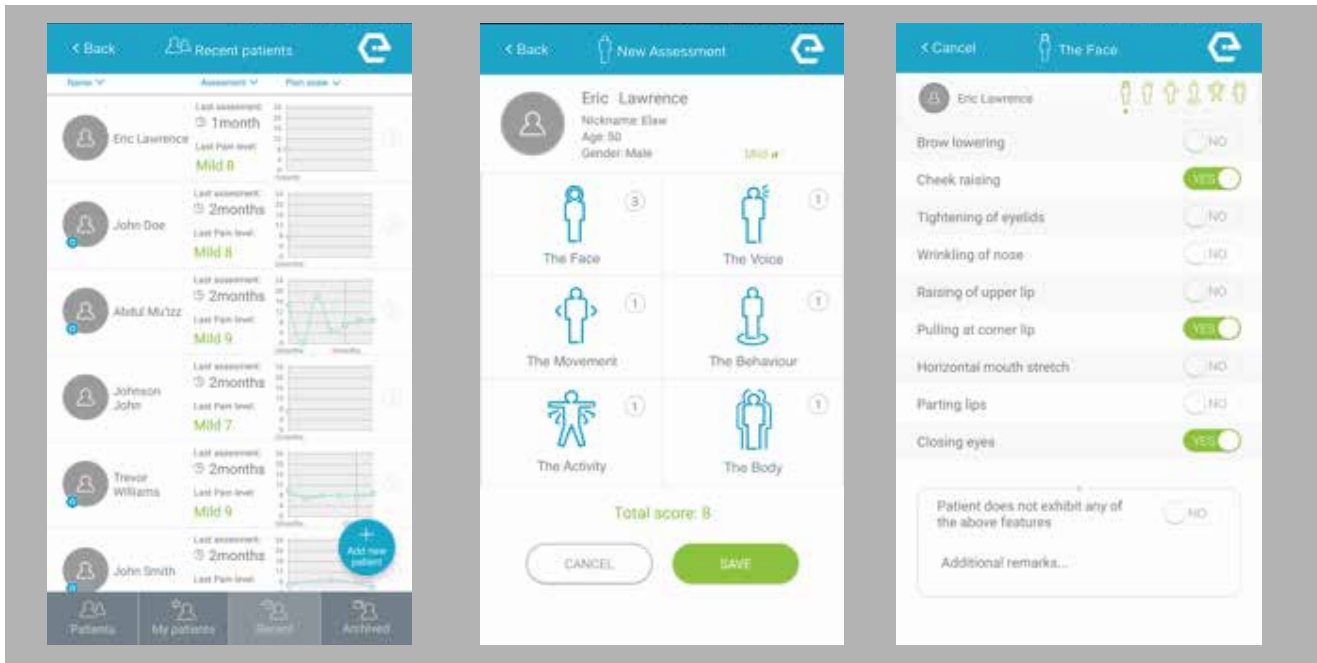 < Back
Recent patients
Name
Assessment
Pain scale
Eric Lawrence
Last assessment:
1month
Last Pain level:
Mild 8
John Doe
Last assessment:
2months
Last Pain level:
Mild 8
Abdul Mu'izz
Last assessment:
2months
Last Pain level:
Mild 9
Johnson
John
Last assessment:
2months
Last Pain level:
Mild 7
Trevor
Williams
Last assessment:
2months
Last Pain level:
Mild 9
John Smith
Last assessment:
2months
Last Pain level:
+
Add new
patient
Patients
My patients
Recent
Archived
< Back
New Assessment
Eric Lawrence
Nickname: Elaw
Age: 50
Gender: Male
Mild
The Face
3
The Voice
1
The Movement
1
The Behaviour
1
The Activity
1
The Body
1
Total score: 8
CANCEL
SAVE
< Cancel
The Face
Eric Lawrence
Brow lowering NO
Cheek raising YES
Tightening of eyelids NO
Wrinkling of nose NO
Raising of upper lip NO
Pulling at corner lip YES
Horizontal mouth stretch NO
Parting lips NO
Closing eyes YES
Patient does not exhibit any of NO
the above features
Additional remarks...